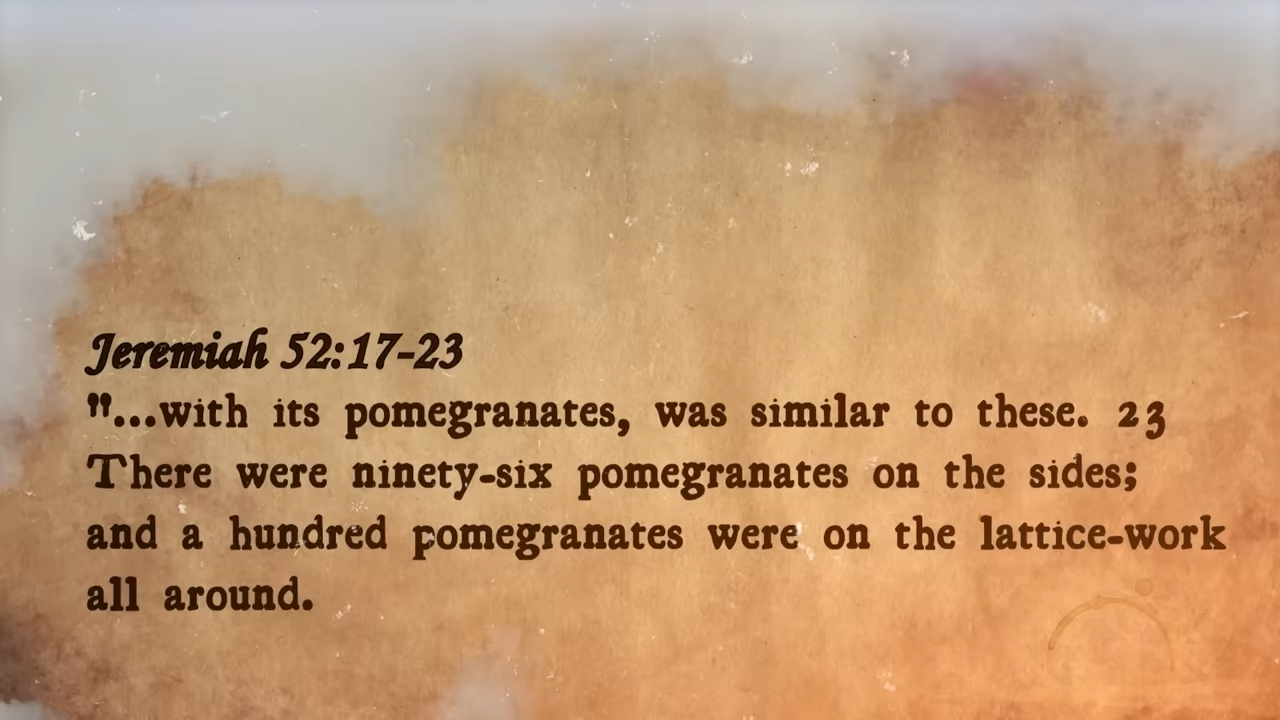 Jeremiah 52:17-23
"...with its pomegranates, was similar to these. 23
There were ninety-six pomegranates on the sides;
and a hundred pomegranates were on the lattice-work
all around.